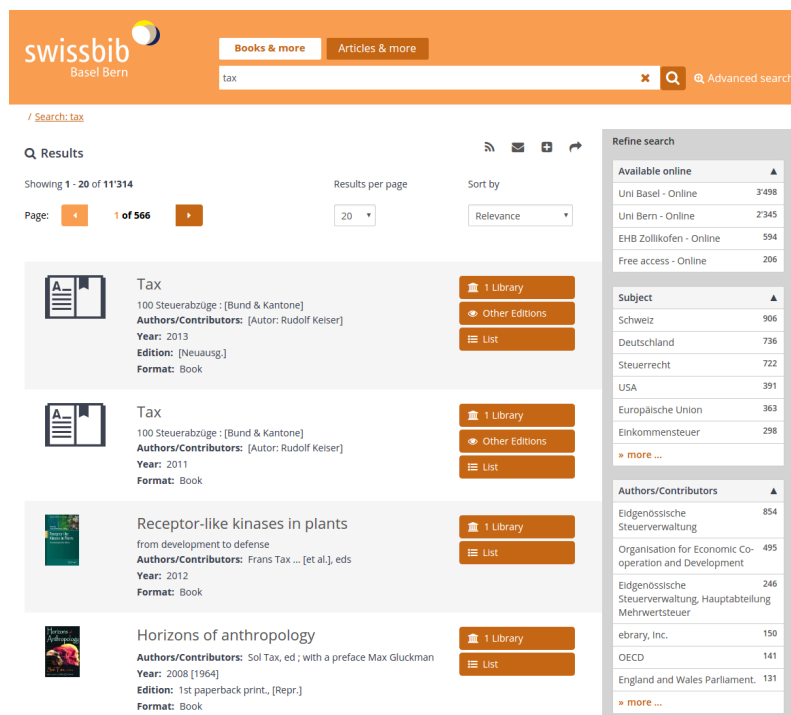 swissbib
Basel Bern
Books & more
Articles & more
tax
Advanced search
/ Search: tax
Results
Showing 1 - 20 of 11'314
Results per page
Sort by
Page:
1 of 566
20
Relevance
Tax
100 Steuerabzüge : [Bund & Kantone]
Authors/Contributors: [Autor: Rudolf Keiser]
Year: 2013
Edition: [Neuausg.]
Format: Book
1 Library
Other Editions
List
Tax
100 Steuerabzüge : [Bund & Kantone]
Authors/Contributors: [Autor: Rudolf Keiser]
Year: 2011
Format: Book
1 Library
Other Editions
List
Receptor-like kinases in plants
from development to defense
Authors/Contributors: Frans Tax ... [et al.], eds
Year: 2012
Format: Book
1 Library
List
Horizons of
Anthropology
Horizons of anthropology
Authors/Contributors: Sol Tax, ed ; with a preface Max Gluckman
Year: 2008 [1964]
Edition: 1st paperback print., [Repr.]
Format: Book
1 Library
List
Refine search
Available online
Uni Basel - Online 3'498
Uni Bern - Online 2'345
EHB Zollikofen - Online 594
Free access - Online 206
Subject
Schweiz 906
Deutschland 736
Steuerrecht 722
USA 391
Europäische Union 363
Einkommensteuer 298
» more ...
Authors/Contributors
Eidgenössische 854
Steuerverwaltung
Organisation for Economic Co- 495
operation and Development
Eidgenössische 246
Steuerverwaltung, Hauptabteilung
Mehrwertsteuer
ebrary, Inc. 150
OECD 141
England and Wales Parliament. 131
» more ...